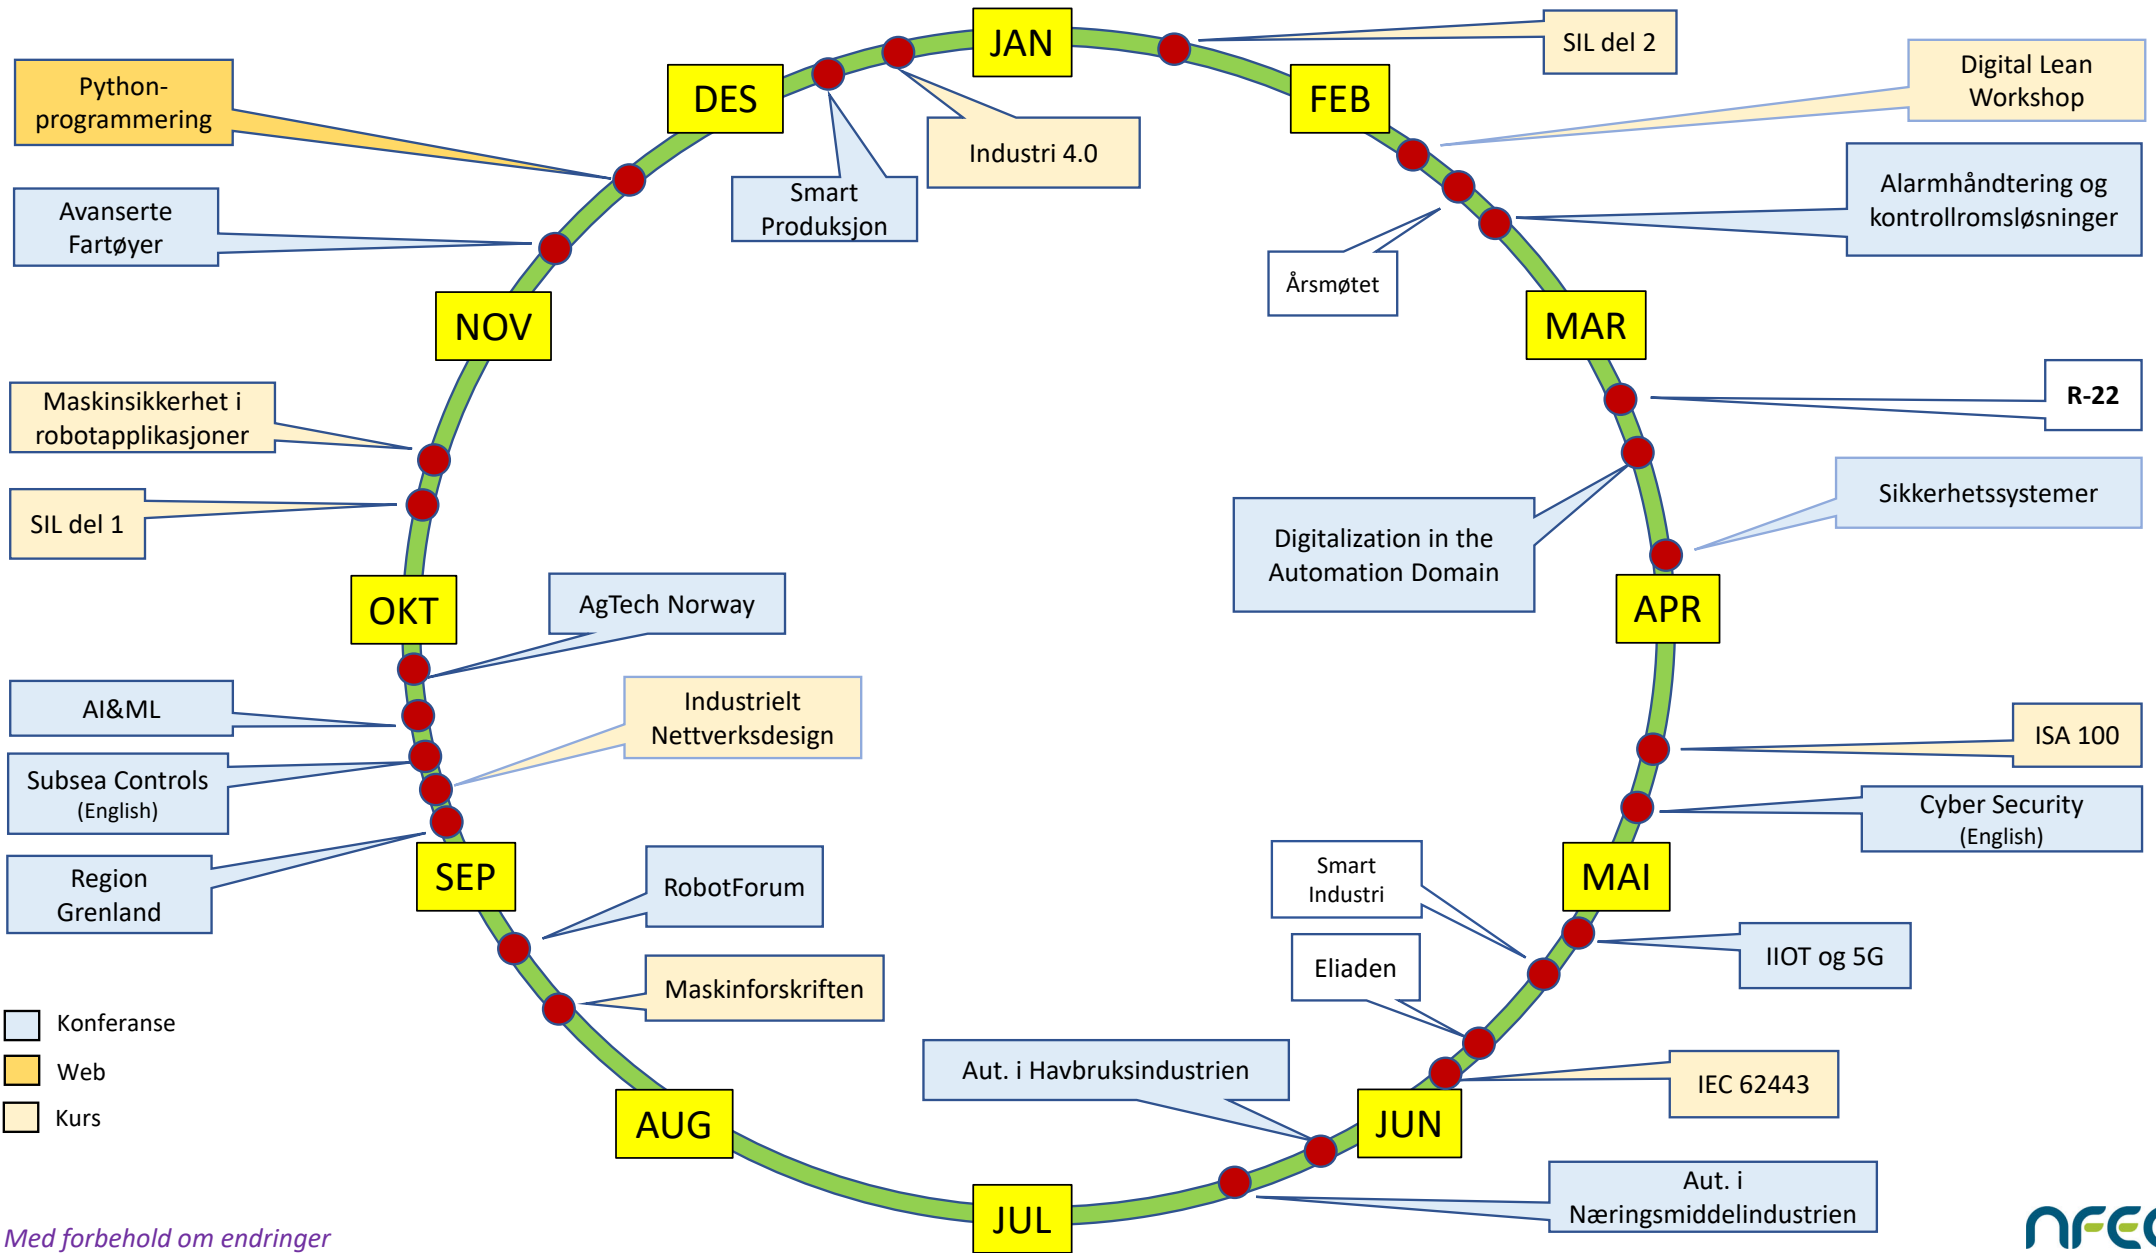 JAN
SIL del 2
FEB
Digital Lean
Workshop
Alarmhåndtering og
kontrollromsløsninger
Årsmøtet
MAR
R-22
Digitalization in the
Automation Domain
Sikkerhetssystemer
APR
ISA 100
Cyber Security
(English)
MAI
IIOT og 5G
Smart
Industri
Eliaden
IEC 62443
JUN
Aut. i Havbruksindustrien
Aut. i
Næringsmiddelindustrien
JUL
AUG
Maskinforskriften
RobotForum
SEP
Region
Grenland
Industrielt
Nettverksdesign
Subsea Controls
(English)
AI&ML
AgTech Norway
OKT
SIL del 1
Maskinsikkerhet i
robotapplikasjoner
NOV
Avanserte
Fartøyer
Python-
programmering
DES
Smart
Produksjon
Industri 4.0
Konferanse
Web
Kurs
Med forbehold om endringer